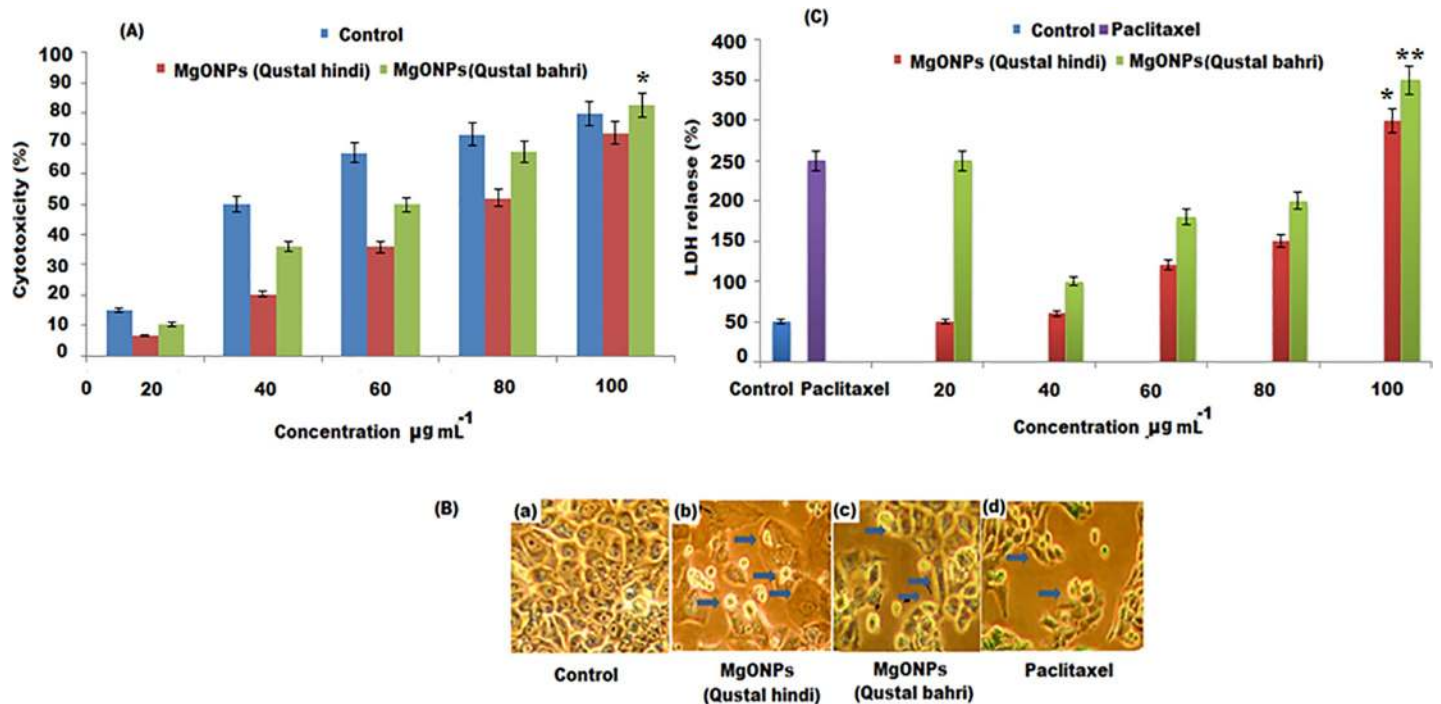 (A)
Control
MgONPs (Qustal hindi) MgONPs (Qustal bahri)
100
90
80
70
60
50
40
30
20
10
0
Cytotoxicity (%)
*
0 20 40 60 80 100
Concentration µg mL-1
(C)
Control Paclitaxel
MgONPs (Qustal hindi) MgONPs(Qustal bahri)
400
350
300
250
200
150
100
50
0
LDH relaese (%)
* **
Control Paclitaxel 20 40 60 80 100
Concentration µg mL-1
(B)
(a) (b) (c) (d)
Control
MgONPs
(Qustal hindi)
MgONPs
(Qustal bahri)
Paclitaxel